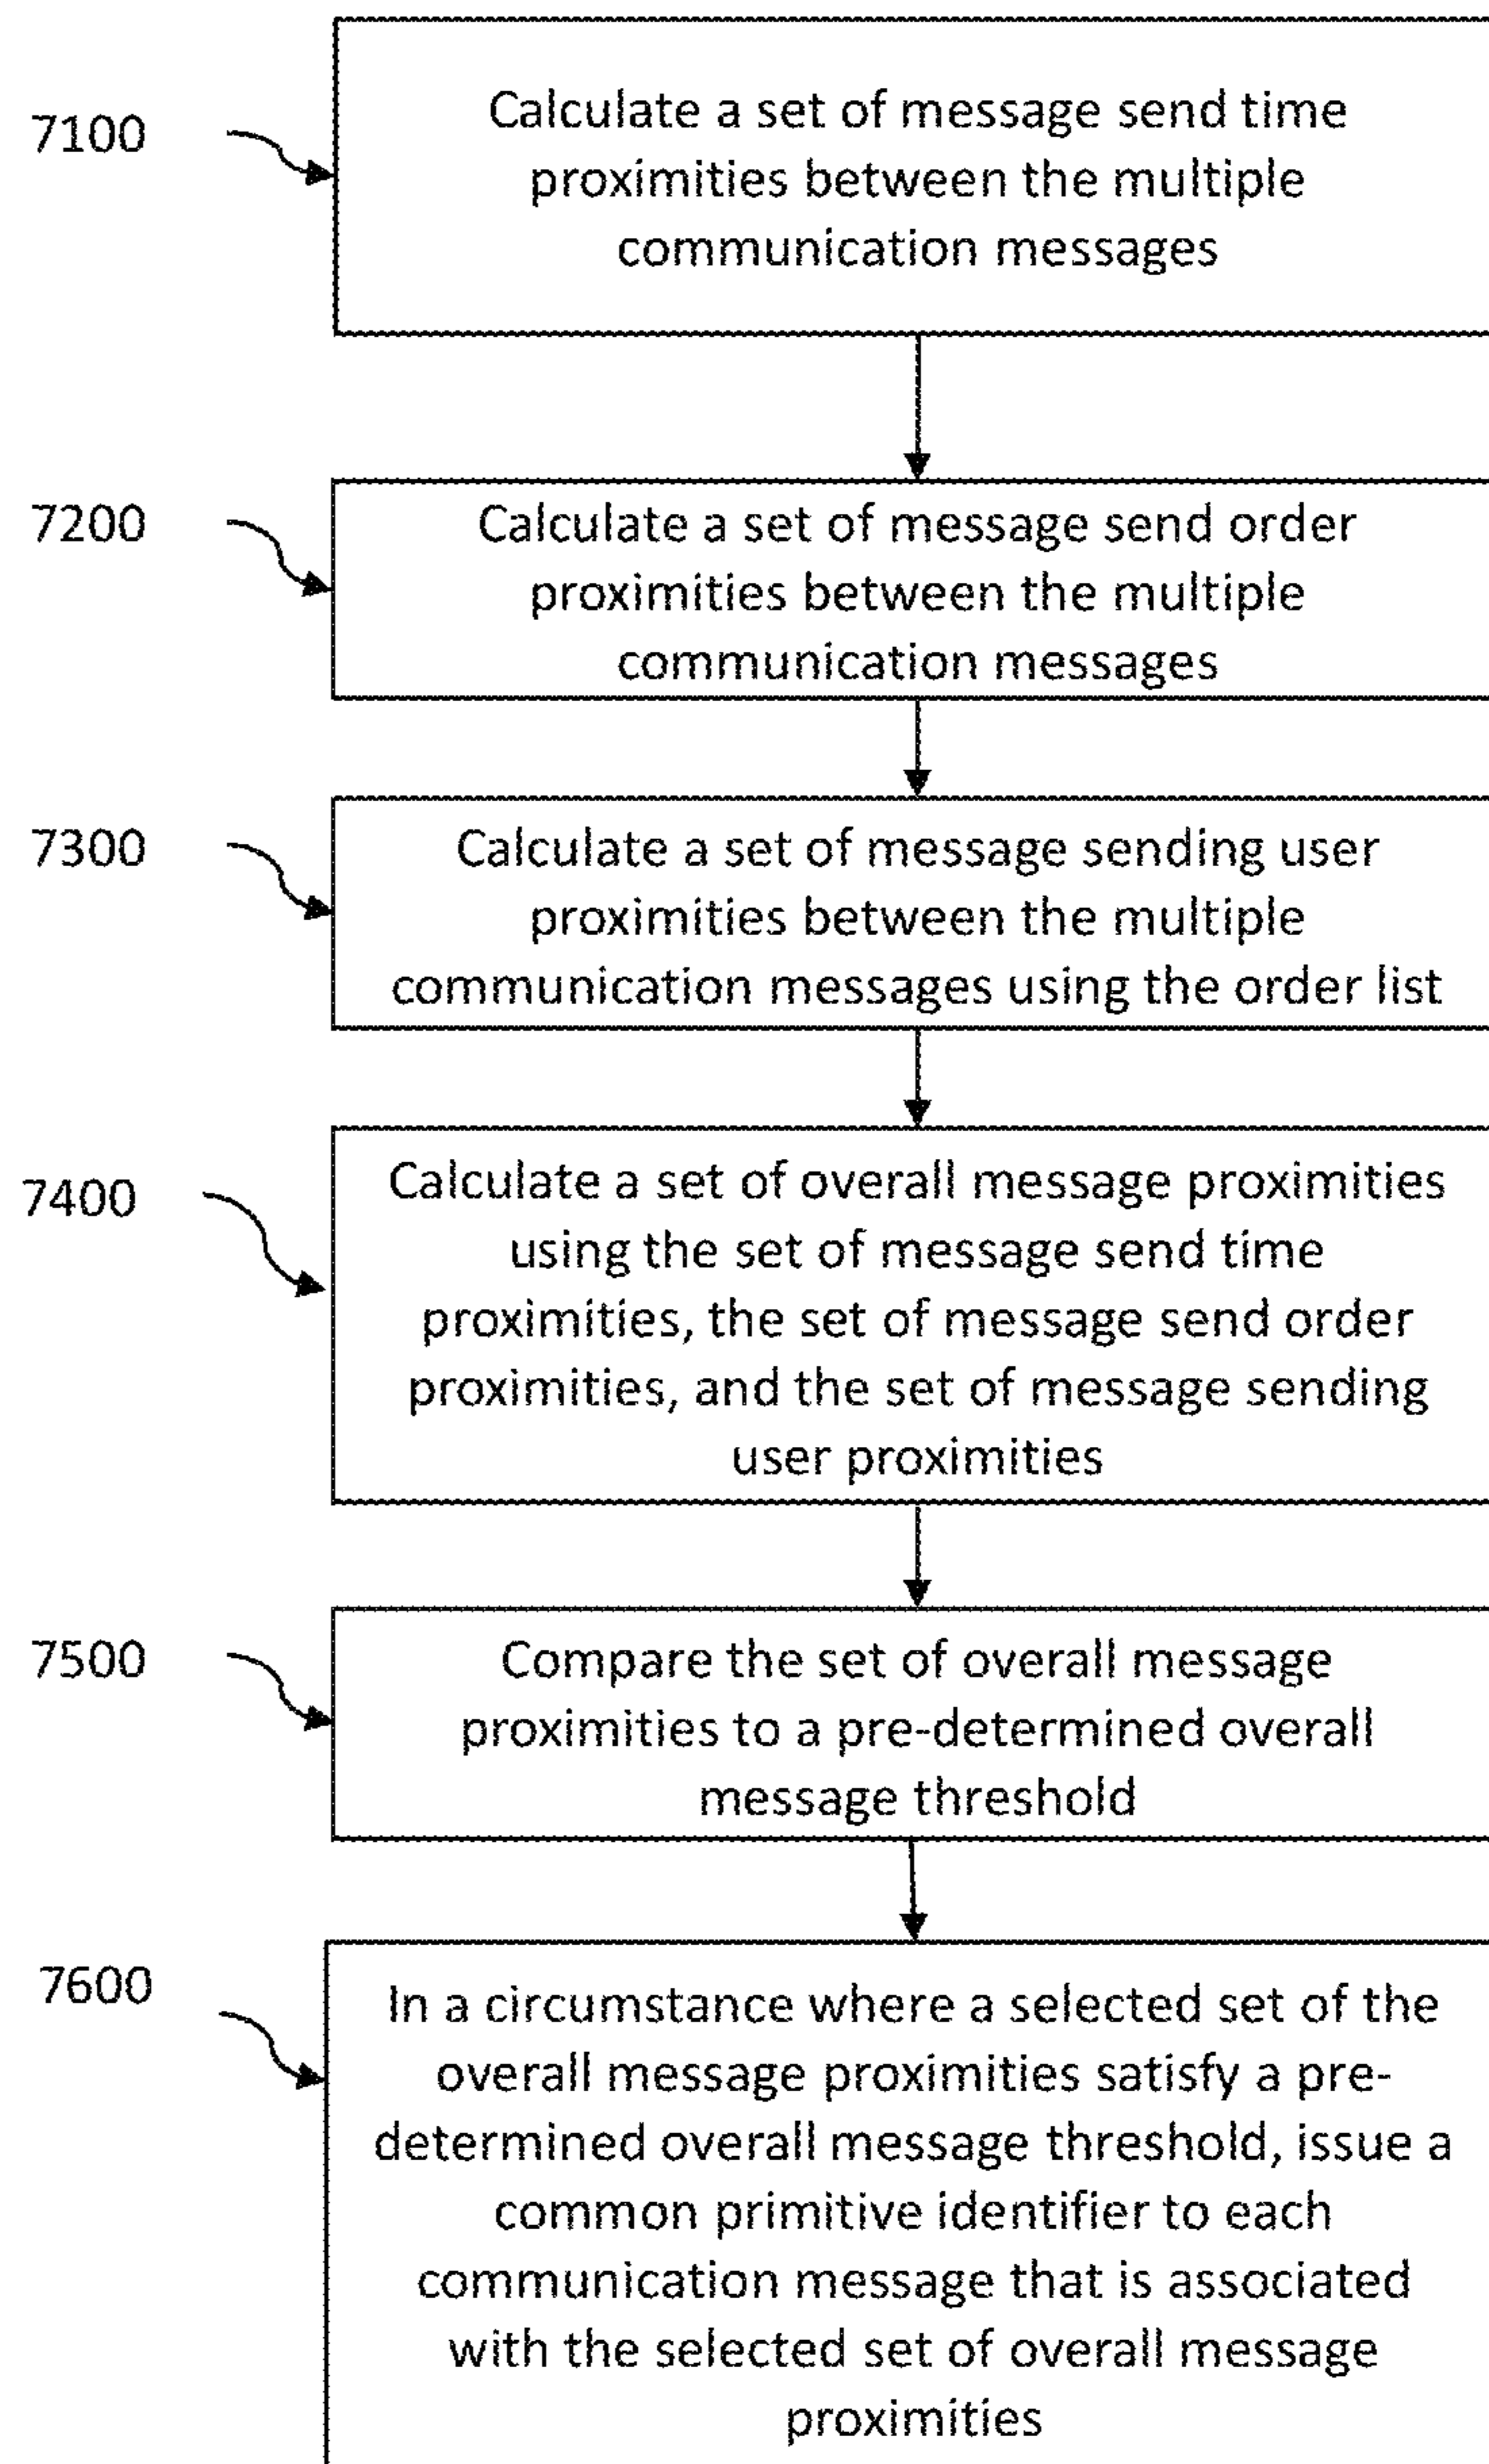 7100
Calculate a set of message send time
proximities between the multiple
communication messages
7200
Calculate a set of message send order
proximities between the multiple
communication messages
7300
Calculate a set of message sending user
proximities between the multiple
communication messages using the order list
7400
Calculate a set of overall message proximities
using the set of message send time
proximities, the set of message send order
proximities, and the set of message sending
user proximities
7500
Compare the set of overall message
proximities to a pre-determined overall
message threshold
7600
In a circumstance where a selected set of the
overall message proximities satisfy a pre-
determined overall message threshold, issue a
common primitive identifier to each
communication message that is associated
with the selected set of overall message
proximities